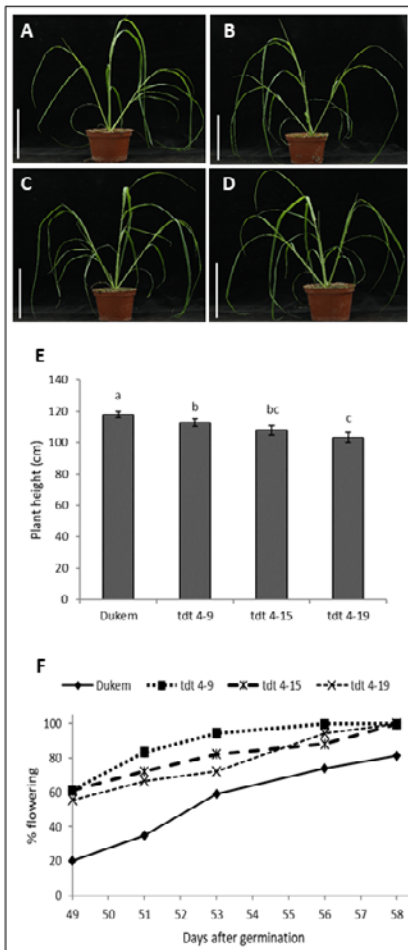 A
B
C
D
E
140
120
100
80
60
40
20
0
Plant height (cm)
a
b
bc
c
Dukem
tdt 4-9
tdt 4-15
tdt 4-19
F
Dukem
tdt 4-9
tdt 4-15
tdt 4-19
100
80
60
40
20
0
% flowering
49 50 51 52 53 53 54 55 56 57 58
Days after germination